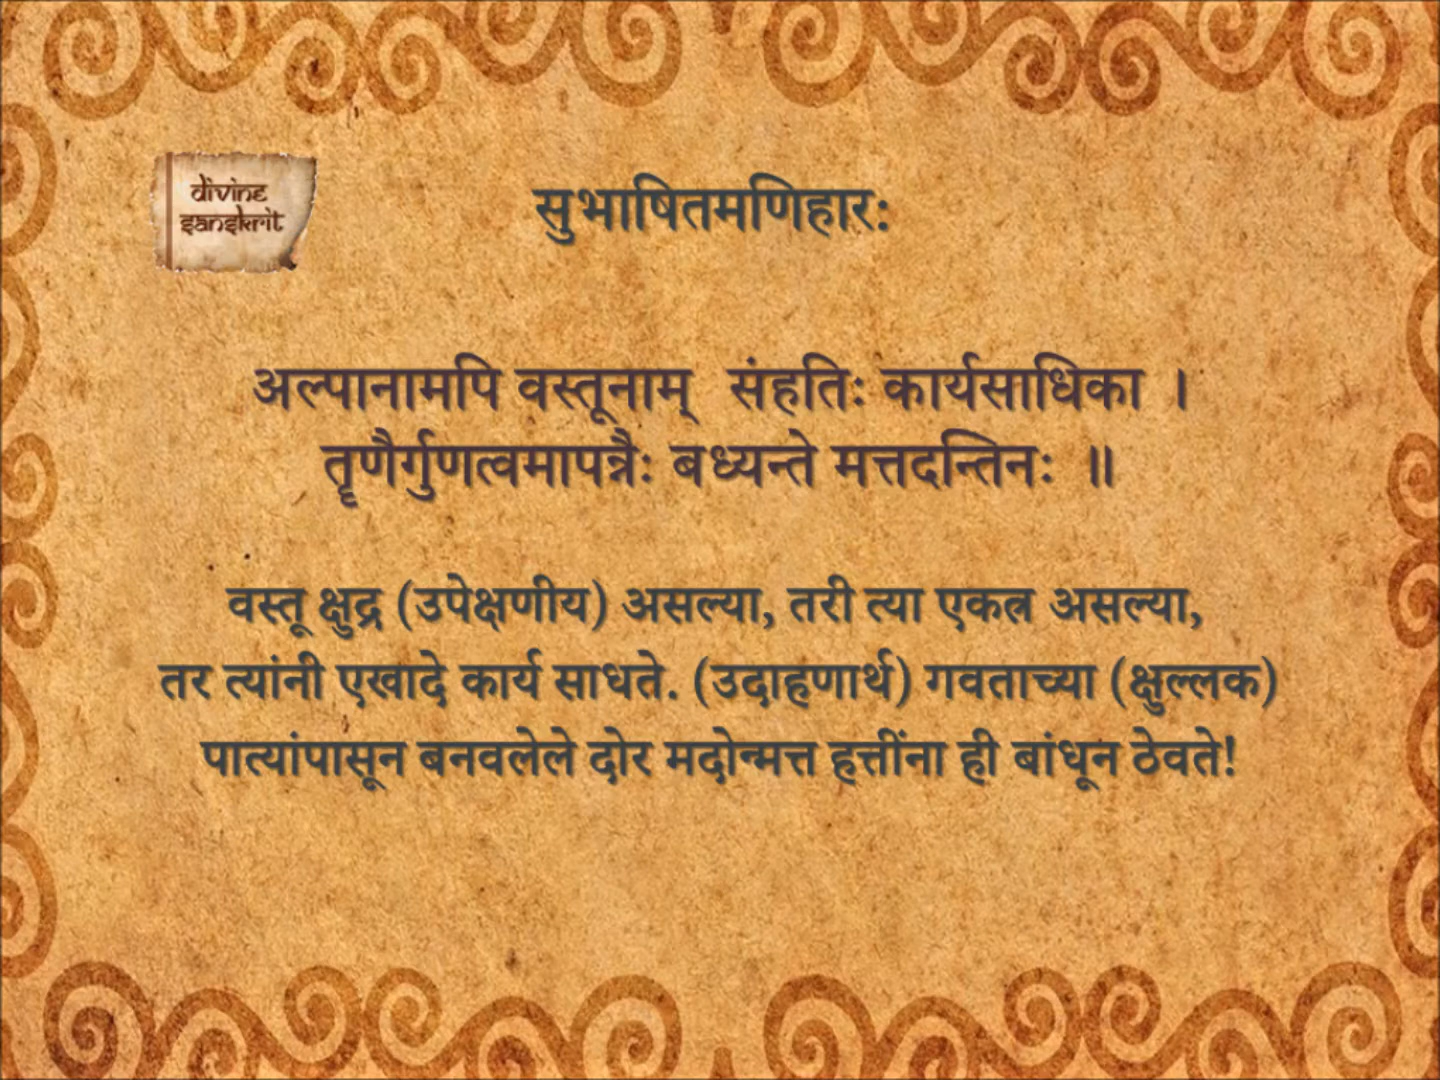 divine
sanskrit
सुभाषितमणिहार:
अल्पानामपि वस्तूनाम् संहतिः कार्यसाधिका ।
तॄणैर्गुणत्वमापन्नैः बध्यन्ते मत्तदन्तिनः ॥
वस्तू क्षुद्र (उपेक्षणीय) असल्या, तरी त्या एकत्र असल्या,
तर त्यांनी एखादे कार्य साधते. (उदाहणार्थ) गवताच्या (क्षुल्लक)
पात्यांपासून बनवलेले दोर मदोन्मत्त हत्तींना ही बांधून ठेवते!